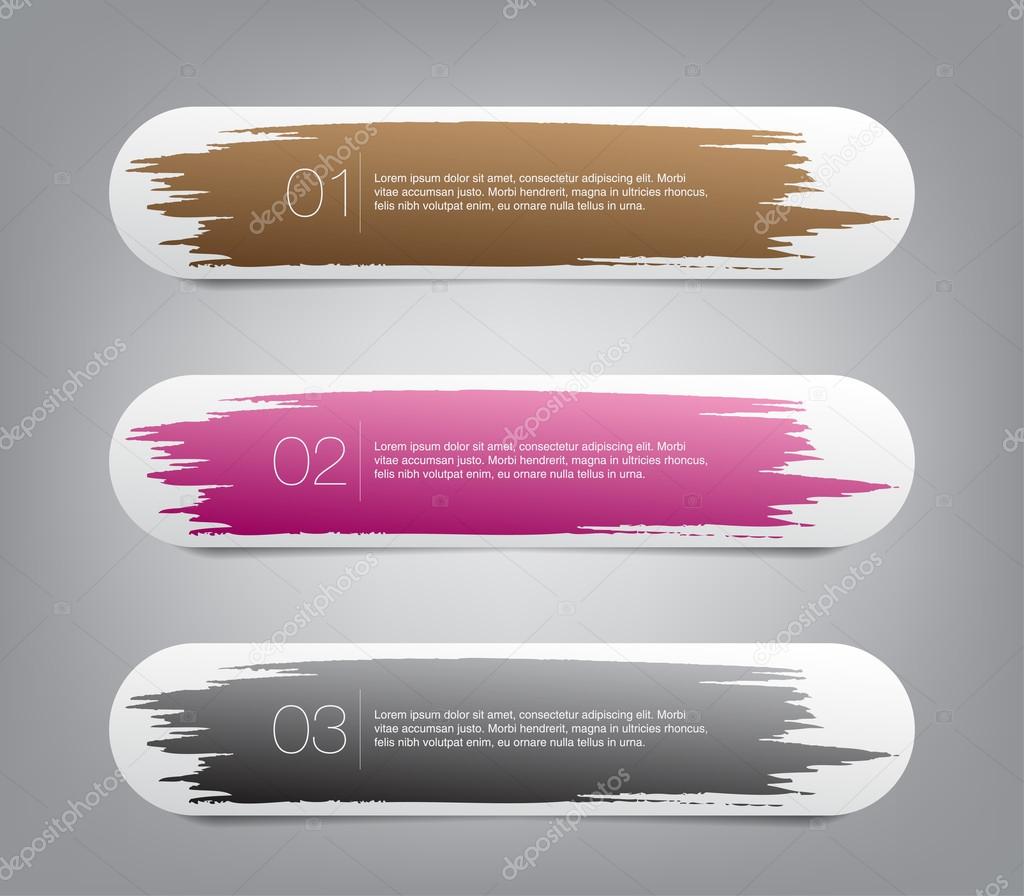 01
Lorem ipsum dolor sit amet, consectetur adipiscing elit. Morbi
vitae accumsan justo. Morbi hendrerit, magna in ultricies rhoncus,
felis nibh volutpat enim, eu ornare nulla tellus in urna.
02
Lorem ipsum dolor sit amet, consectetur adipiscing elit. Morbi
vitae accumsan justo. Morbi hendrerit, magna in ultricies rhoncus,
felis nibh volutpat enim, eu ornare nulla tellus in urna.
03
Lorem ipsum dolor sit amet, consectetur adipiscing elit. Morbi
vitae accumsan justo. Morbi hendrerit, magna in ultricies rhoncus,
felis nibh volutpat enim, eu ornare nulla tellus in urna.
depositphotos